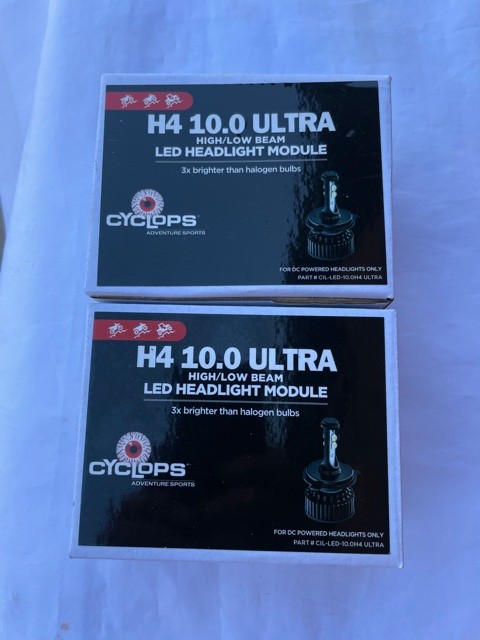 H4 10.0 ULTRA
HIGH/LOW BEAM
LED HEADLIGHT MODULE
3x brighter than halogen bulbs
CYCLOPS
ADVENTURE SPORTS
FOR DC POWERED HEADLIGHTS ONLY
PART # CIL-LED-10.0H4 ULTRA
H4 10.0 ULTRA
HIGH/LOW BEAM
LED HEADLIGHT MODULE
3x brighter than halogen bulbs
CYCLOPS
ADVENTURE SPORTS
FOR DC POWERED HEADLIGHTS ONLY
PART # CIL-LED-10.0H4 ULTRA